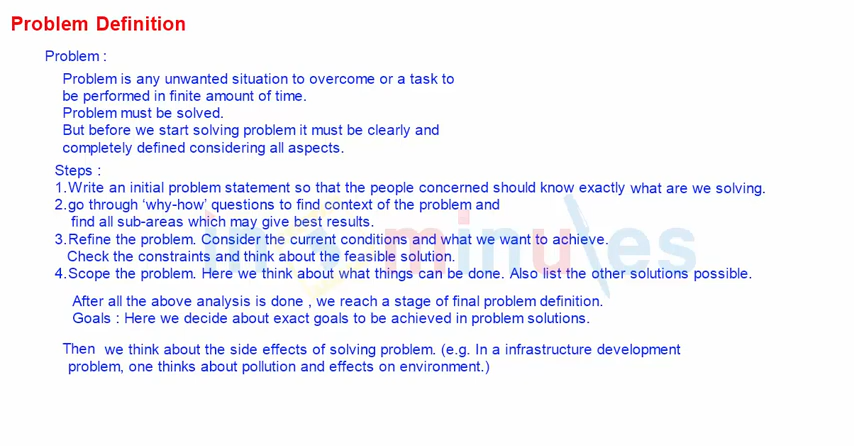 Problem Definition
Problem :
Problem is any unwanted situation to overcome or a task to
be performed in finite amount of time.
Problem must be solved.
But before we start solving problem it must be clearly and
completely defined considering all aspects.
Steps :
1.Write an initial problem statement so that the people concerned should know exactly what are we solving.
2.go through ‘why-how’ questions to find context of the problem and
find all sub-areas which may give best results.
3.Refine the problem. Consider the current conditions and what we want to achieve.
Check the constraints and think about the feasible solution.
4.Scope the problem. Here we think about what things can be done. Also list the other solutions possible.
After all the above analysis is done , we reach a stage of final problem definition.
Goals : Here we decide about exact goals to be achieved in problem solutions.
Then we think about the side effects of solving problem. (e.g. In a infrastructure development
problem, one thinks about pollution and effects on environment.)